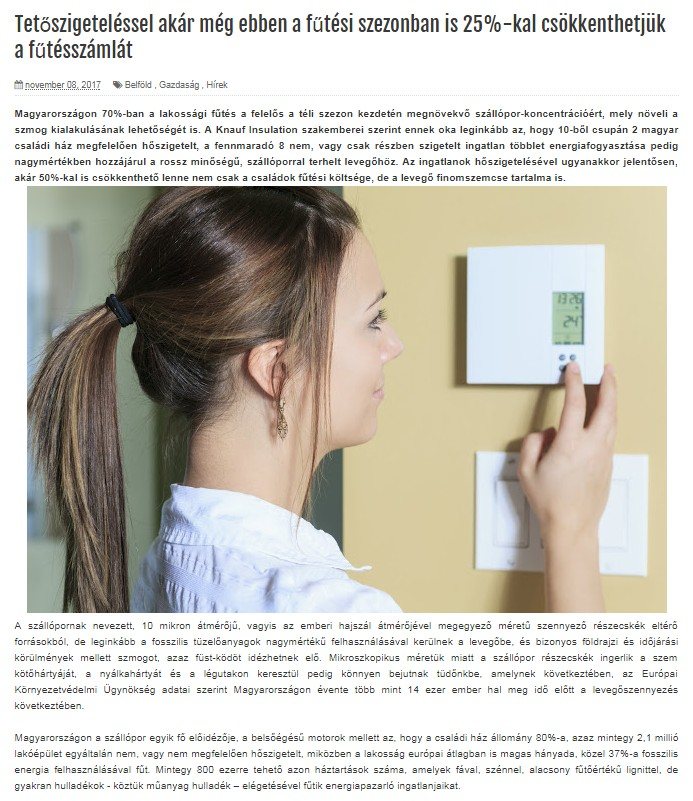 Tetőszigeteléssel akár még ebben a fűtési szezonban is 25%-kal csökkenthetjük
a fűtésszámlát
november 08, 2017 Belföld , Gazdaság , Hírek
Magyarországon 70%-ban a lakossági fűtés a felelős a téli szezon kezdetén megnövekvő szállópor-koncentrációért, mely növeli a
szmog kialakulásának lehetőségét is. A Knauf Insulation szakemberei szerint ennek oka leginkább az, hogy 10-ből csupán 2 magyar
családi ház megfelelően hőszigetelt, a fennmaradó 8 nem, vagy csak részben szigetelt ingatlan többlet energiafogyasztása pedig
nagymértékben hozzájárul a rossz minőségű, szállóporral terhelt levegőhöz. Az ingatlanok hőszigetelésével ugyanakkor jelentősen,
akár 50%-kal is csökkenthető lenne nem csak a családok fűtési költsége, de a levegő finomszemcse tartalma is.
13:26
24°
A szállópornak nevezett, 10 mikron átmérőjű, vagyis az emberi hajszál átmérőjével megegyező méretű szennyező részecskék eltérő
forrásokból, de leginkább a fosszilis tüzelőanyagok nagymértékű felhasználásával kerülnek a levegőbe, és bizonyos földrajzi és időjárási
körülmények mellett szmogot, azaz füst-ködöt idézhetnek elő. Mikroszkopikus méretük miatt a szállópor részecskék ingerlik a szem
kötőhártyáját, a nyálkahártyát és a légutakon keresztül pedig könnyen bejutnak tüdőnkbe, amelynek következtében, az Európai
Környezetvédelmi Ügynökség adatai szerint Magyarországon évente több mint 14 ezer ember hal meg idő előtt a levegőszennyezés
következtében.
Magyarországon a szállópor egyik fő előidézője, a belsőégésű motorok mellett az, hogy a családi ház állomány 80%-a, azaz mintegy 2,1 millió
lakóépület egyáltalán nem, vagy nem megfelelően hőszigetelt, miközben a lakosság európai átlagban is magas hányada, közel 37%-a fosszilis
energia felhasználásával fűt. Mintegy 800 ezerre tehető azon háztartások száma, amelyek fával, szénnel, alacsony fűtőértékű lignittel, de
gyakran hulladékok - köztük műanyag hulladék – elégetésével fűtik energiapazarló ingatlanjaikat.